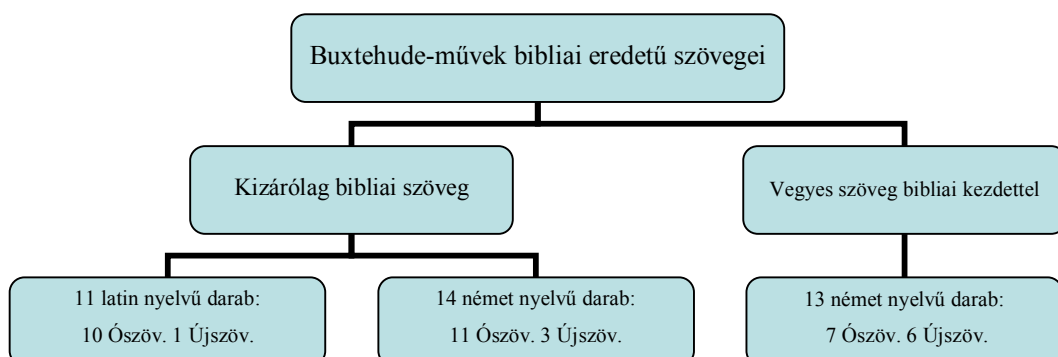 Buxtehude-művek bibliai eredetű szövegei
Kizárólag bibliai szöveg
Vegyes szöveg bibliai kezdettel
11 latin nyelvű darab:
10 Ószöv. 1 Újszöv.
14 német nyelvű darab:
11 Ószöv. 3 Újszöv.
13 német nyelvű darab:
7 Ószöv. 6 Újszöv.